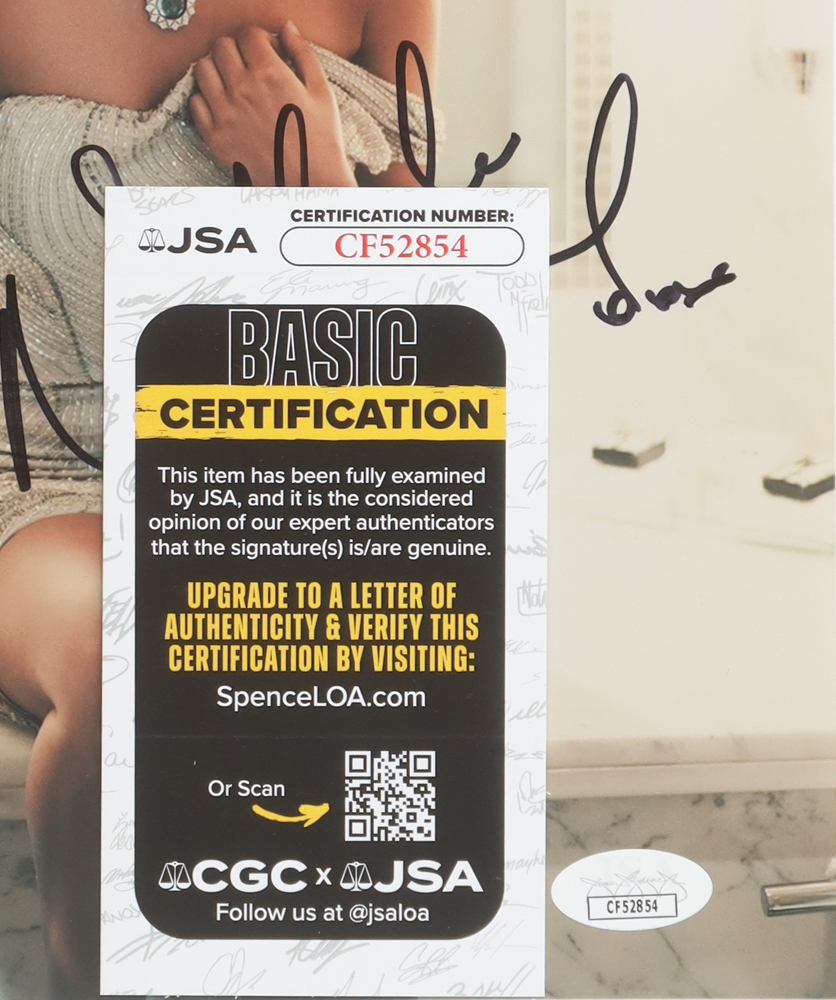 JSA
CERTIFICATION NUMBER:
CF52854
BASIC
CERTIFICATION
This item has been fully examined
by JSA, and it is the considered
opinion of our expert authenticators
that the signature(s) is/are genuine.
UPGRADE TO A LETTER OF
AUTHENTICITY & VERIFY THIS
CERTIFICATION BY VISITING:
SpenceLOA.com
Or Scan
CGC x JSA
Follow us at @jsaloa
CF52854